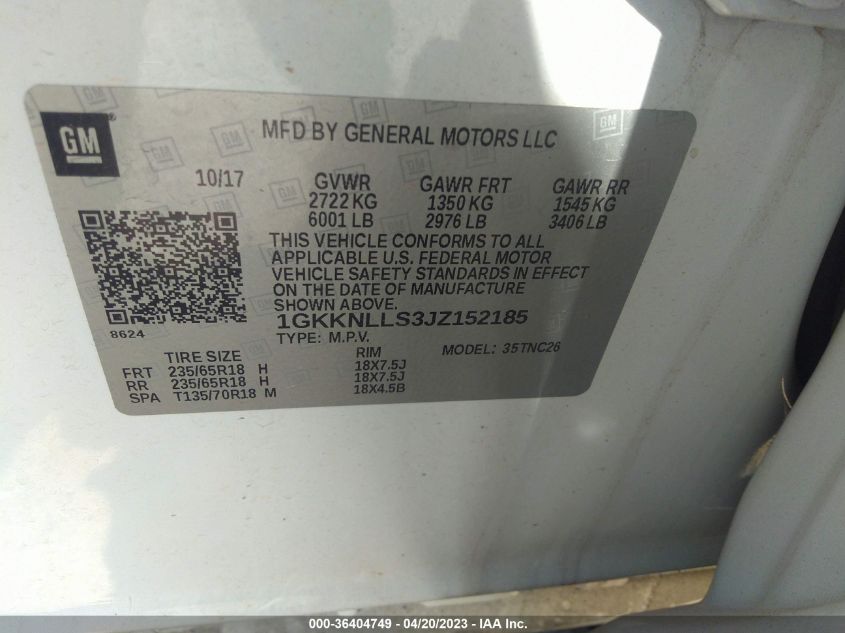 GM
MFD BY GENERAL MOTORS LLC
10/17
GVWR GAWR FRT GAWR RR
2722 KG 1350 KG 1545 KG
6001 LB 2976 LB 3406 LB
THIS VEHICLE CONFORMS TO ALL
APPLICABLE U.S. FEDERAL MOTOR
VEHICLE SAFETY STANDARDS IN EFFECT
ON THE DATE OF MANUFACTURE
SHOWN ABOVE.
8624
1GKKNLLS3JZ152185
TYPE: M.P.V. MODEL: 35TNC26
TIRE SIZE RIM
FRT 235/65R18 H 18X7.5J
RR 235/65R18 H 18X7.5J
SPA T135/70R18 M 18X4.5B
000-36404749 - 04/20/2023 - IAA Inc.